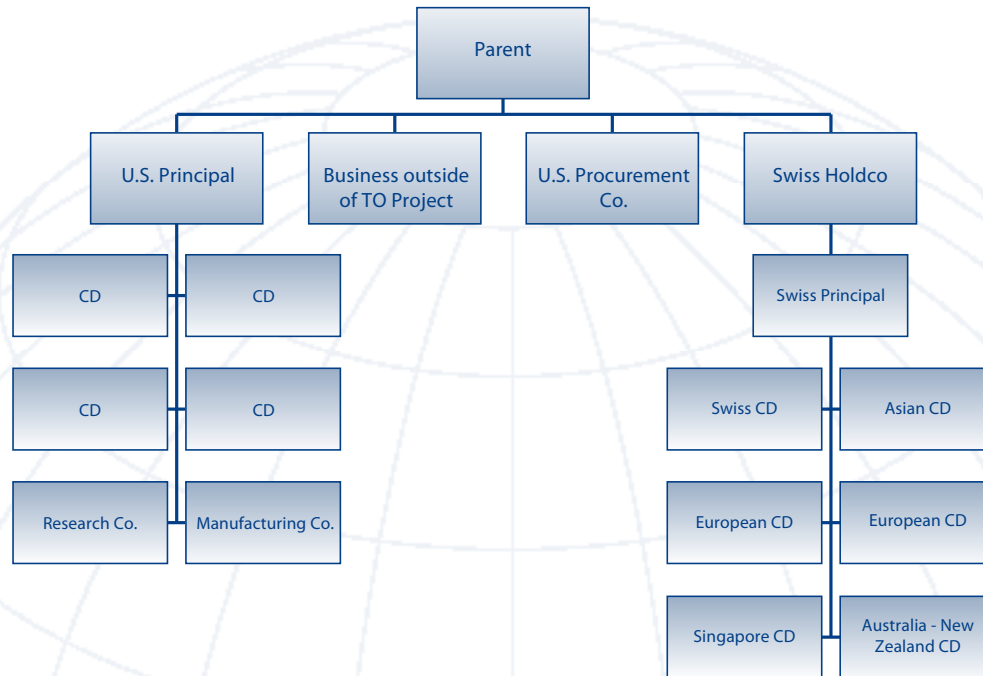 Parent
U.S. Principal
Business outside
of TO Project
U.S. Procurement
Co.
Swiss Holdco
CD
CD
Swiss Principal
CD
CD
Swiss CD
Asian CD
Research Co.
Manufacturing Co.
European CD
European CD
Singapore CD
Australia - New
Zealand CD